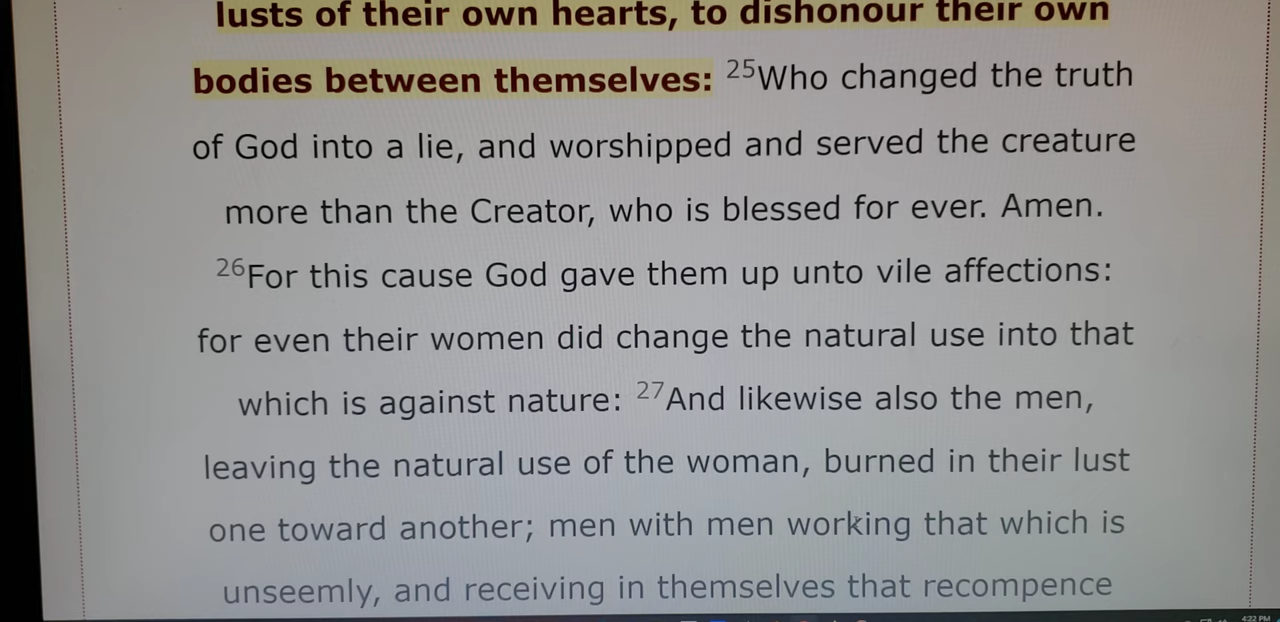 lusts of their own hearts, to dishonour their own
bodies between themselves: 25Who changed the truth
of God into a lie, and worshipped and served the creature
more than the Creator, who is blessed for ever. Amen.
26For this cause God gave them up unto vile affections:
for even their women did change the natural use into that
which is against nature: 27And likewise also the men,
leaving the natural use of the woman, burned in their lust
one toward another; men with men working that which is
unseemly, and receiving in themselves that recompence
4:22 PM